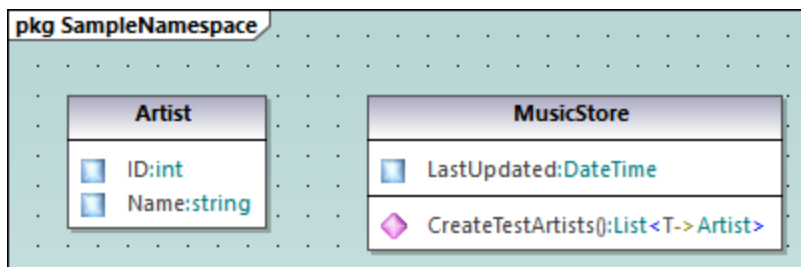 pkg SampleNamespace
Artist
ID:int
Name:string
MusicStore
LastUpdated:DateTime
CreateTestArtists():List<T->Artist>